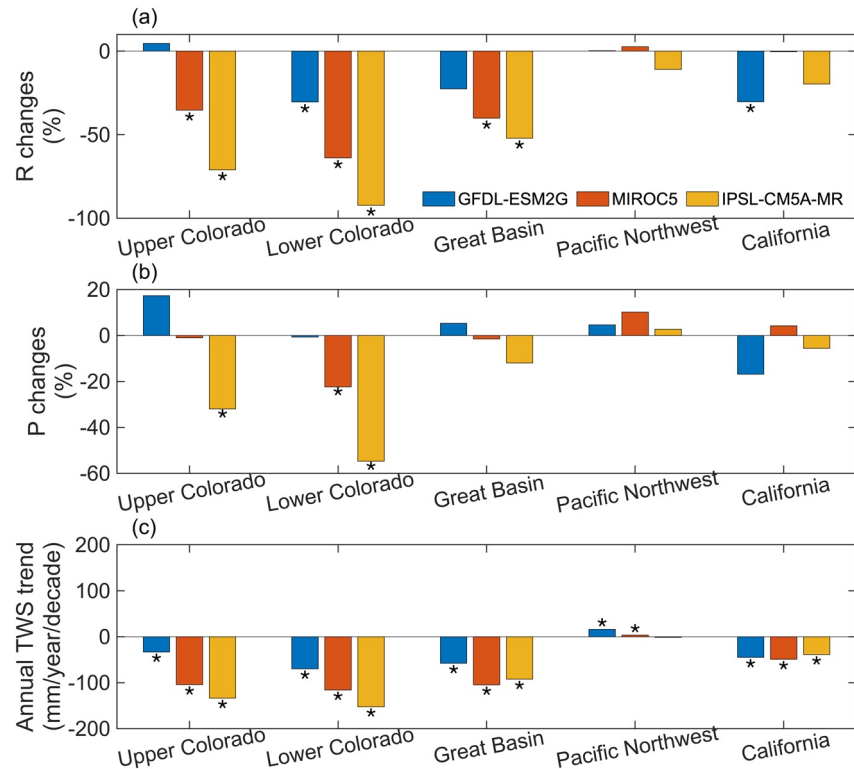 (a)
R changes
(%)
0
-50
-100
GFDL-ESM2G MIROC5 IPSL-CM5A-MR
Upper Colorado Lower Colorado Great Basin Pacific Northwest California
* * * * * * * *
(b)
P changes
(%)
20
0
-20
-40
-60
* * *
Upper Colorado Lower Colorado Great Basin Pacific Northwest California
(c)
Annual TWS trend
(mm/year/decade)
200
100
0
-100
-200
* * * * * * * * * * * * * *
Upper Colorado Lower Colorado Great Basin Pacific Northwest California